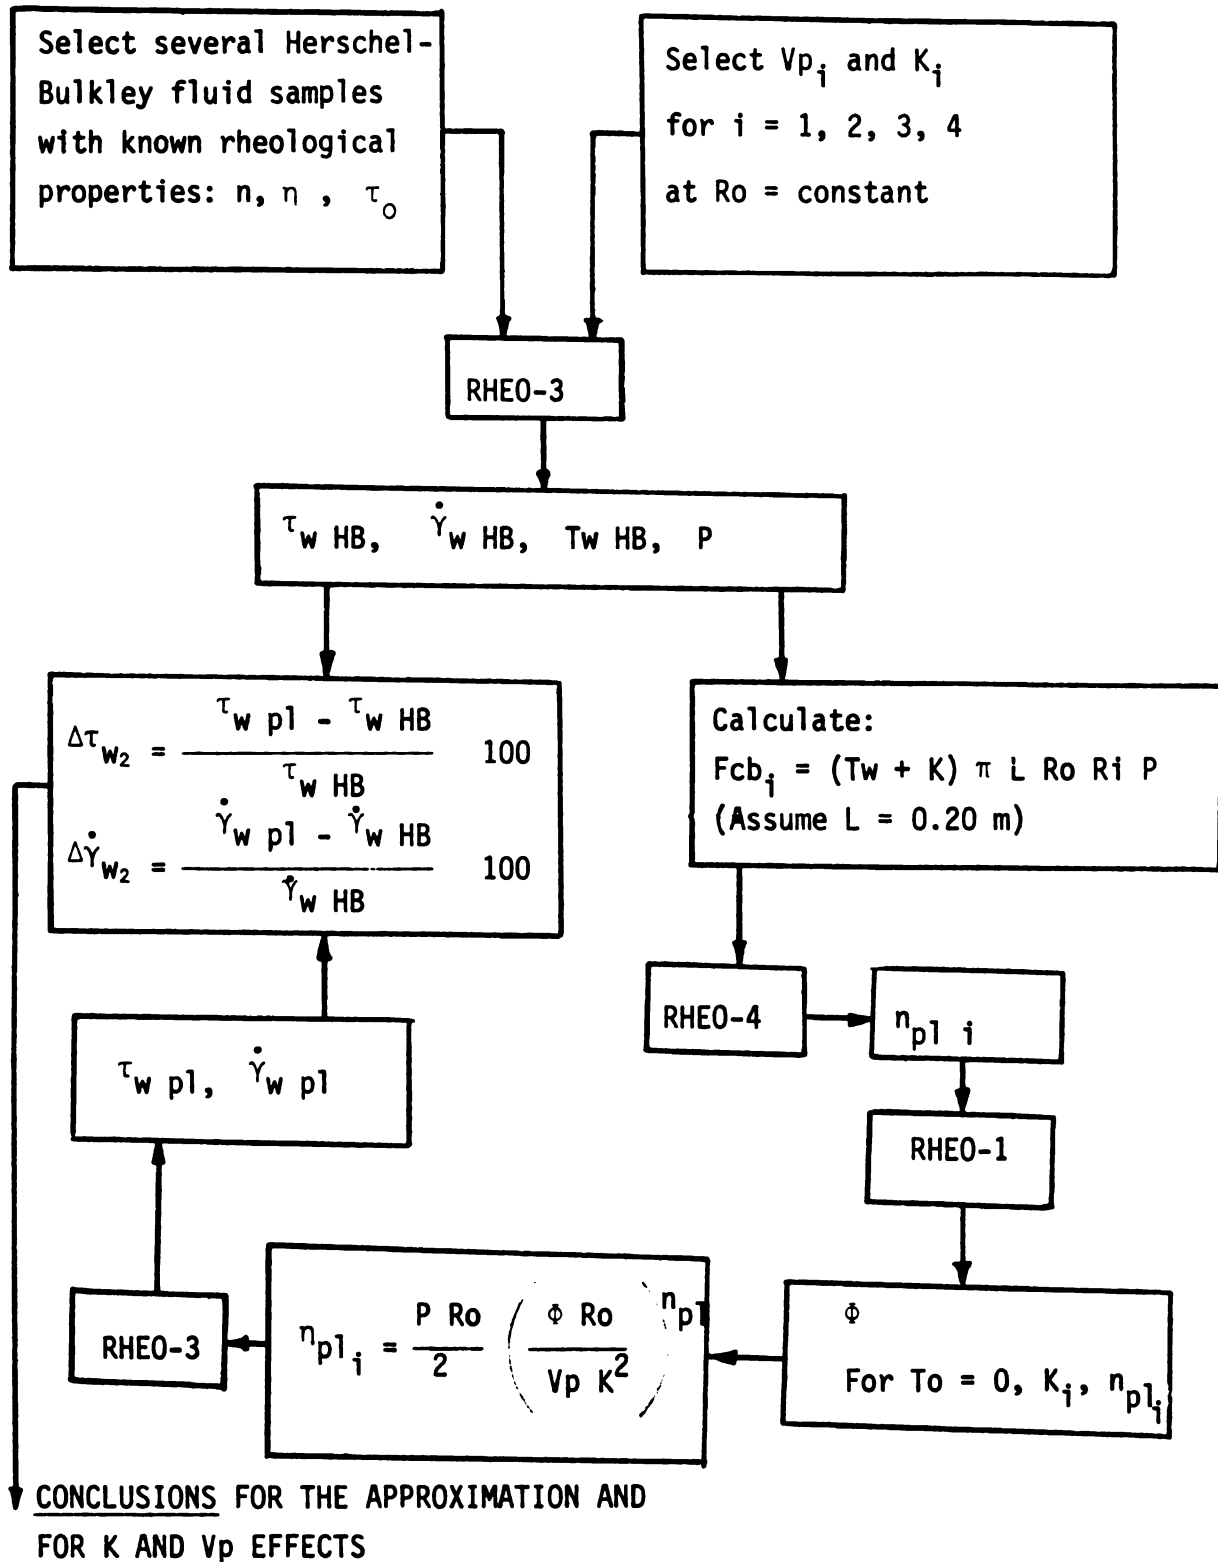 Select several Herschel-
Bulkley fluid samples
with known rheological
properties: n, η , τo
Select Vpi and Ki
for i = 1, 2, 3, 4
at Ro = constant
RHEO-3
τw HB, γ̇w HB, Tw HB, P
Δτw2 = (τw pl - τw HB) / τw HB 100
Δγ̇w2 = (γ̇w pl - γ̇w HB) / γ̇w HB 100
Calculate:
Fcbi = (Tw + K) π L Ro Ri P
(Assume L = 0.20 m)
RHEO-4
npl i
τw pl, γ̇w pl
RHEO-1
RHEO-3
ηpli = P Ro / 2 (Φ Ro / Vp K²)^npl
Φ
For To = 0, Ki, npli
CONCLUSIONS FOR THE APPROXIMATION AND
FOR K AND Vp EFFECTS